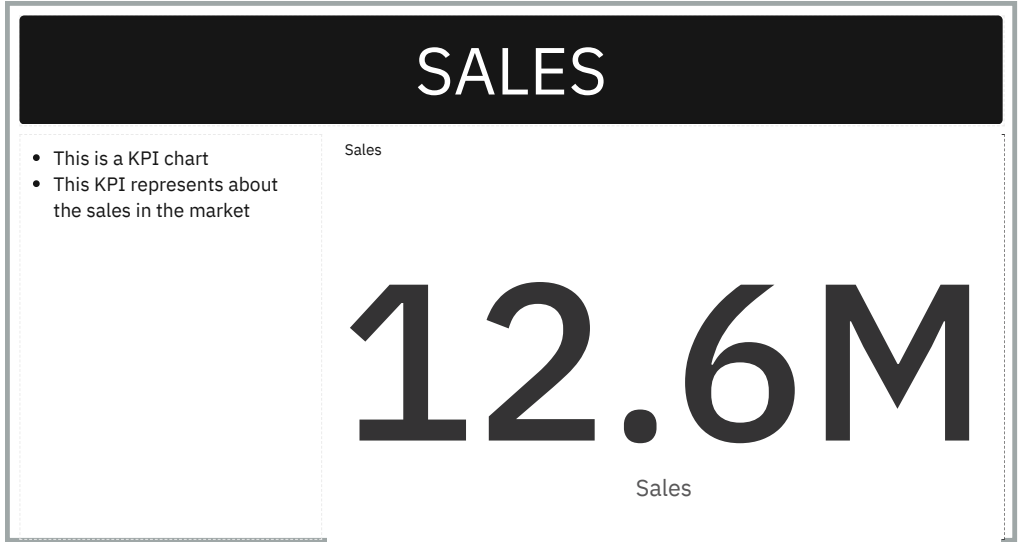 SALES
• This is a KPI chart
• This KPI represents about
the sales in the market
Sales
12.6M
Sales